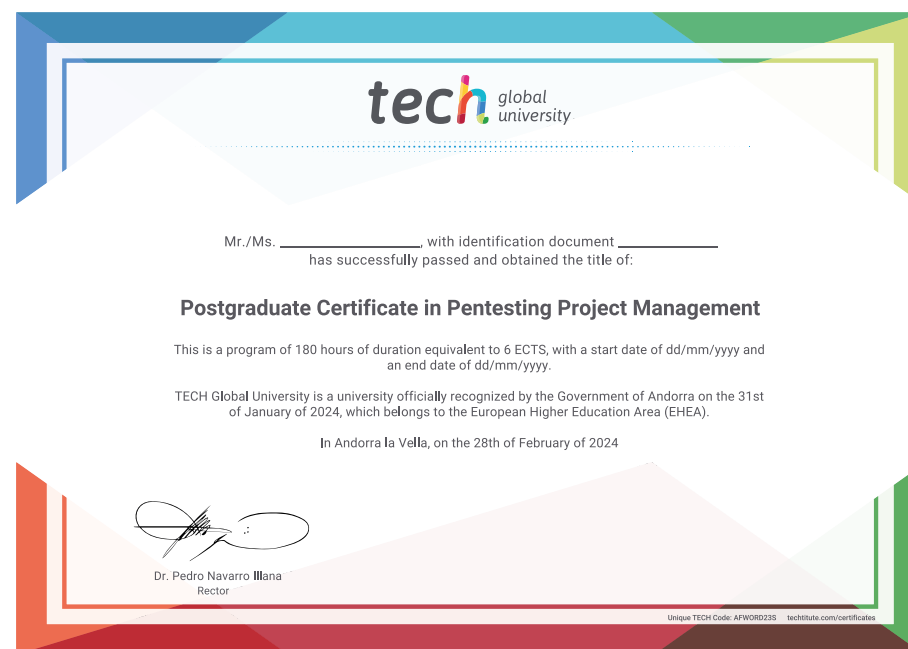 tech global
university
Mr./Ms. ____________, with identification document ____________
has successfully passed and obtained the title of:
Postgraduate Certificate in Pentesting Project Management
This is a program of 180 hours of duration equivalent to 6 ECTS, with a start date of dd/mm/yyyy and
an end date of dd/mm/yyyy.
TECH Global University is a university officially recognized by the Government of Andorra on the 31st
of January of 2024, which belongs to the European Higher Education Area (EHEA).
In Andorra la Vella, on the 28th of February of 2024
Dr. Pedro Navarro Illana
Rector
Unique TECH Code: AFWORD23S techtitute.com/certificates